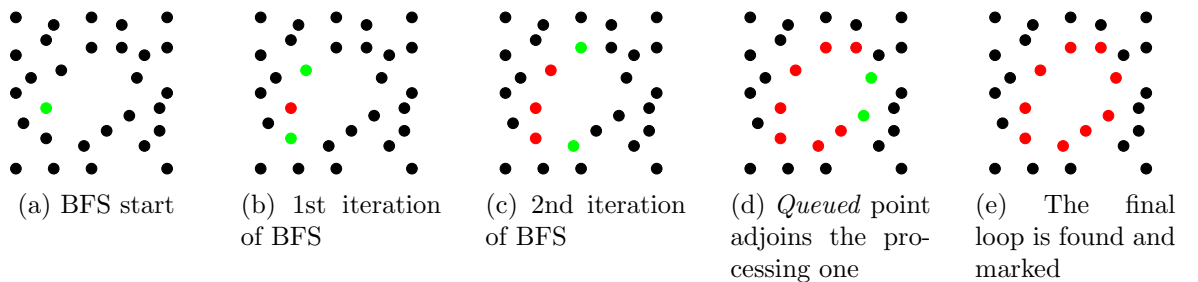 (a) BFS start
(b) 1st iteration
of BFS
(c) 2nd iteration
of BFS
(d) Queued point
adjoins the pro-
cessing one
(e) The final
loop is found and
marked